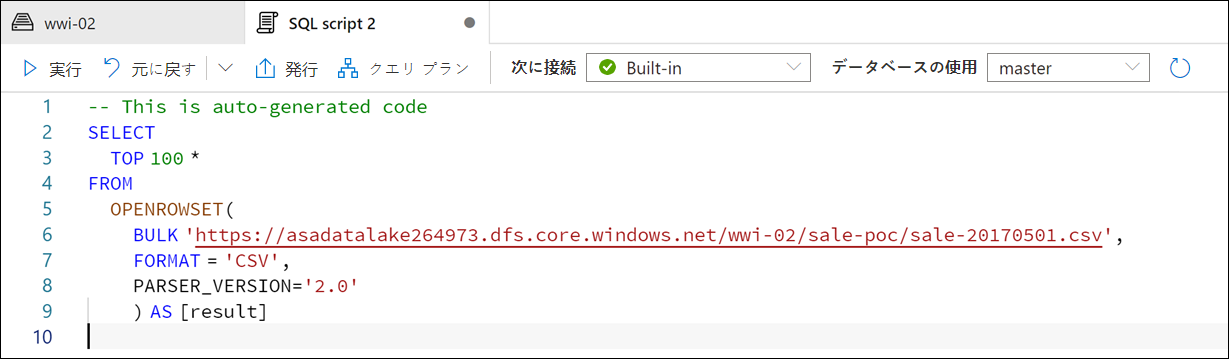 wwi-02 SQL script 2
実行 元に戻す 発行 クエリ プラン 次に接続 Built-in データベースの使用 master
1 -- This is auto-generated code
2 SELECT
3 TOP 100 *
4 FROM
5 OPENROWSET(
6 BULK 'https://asadatalake264973.dfs.core.windows.net/wwi-02/sale-poc/sale-20170501.csv',
7 FORMAT = 'CSV',
8 PARSER_VERSION='2.0'
9 ) AS [result]
10